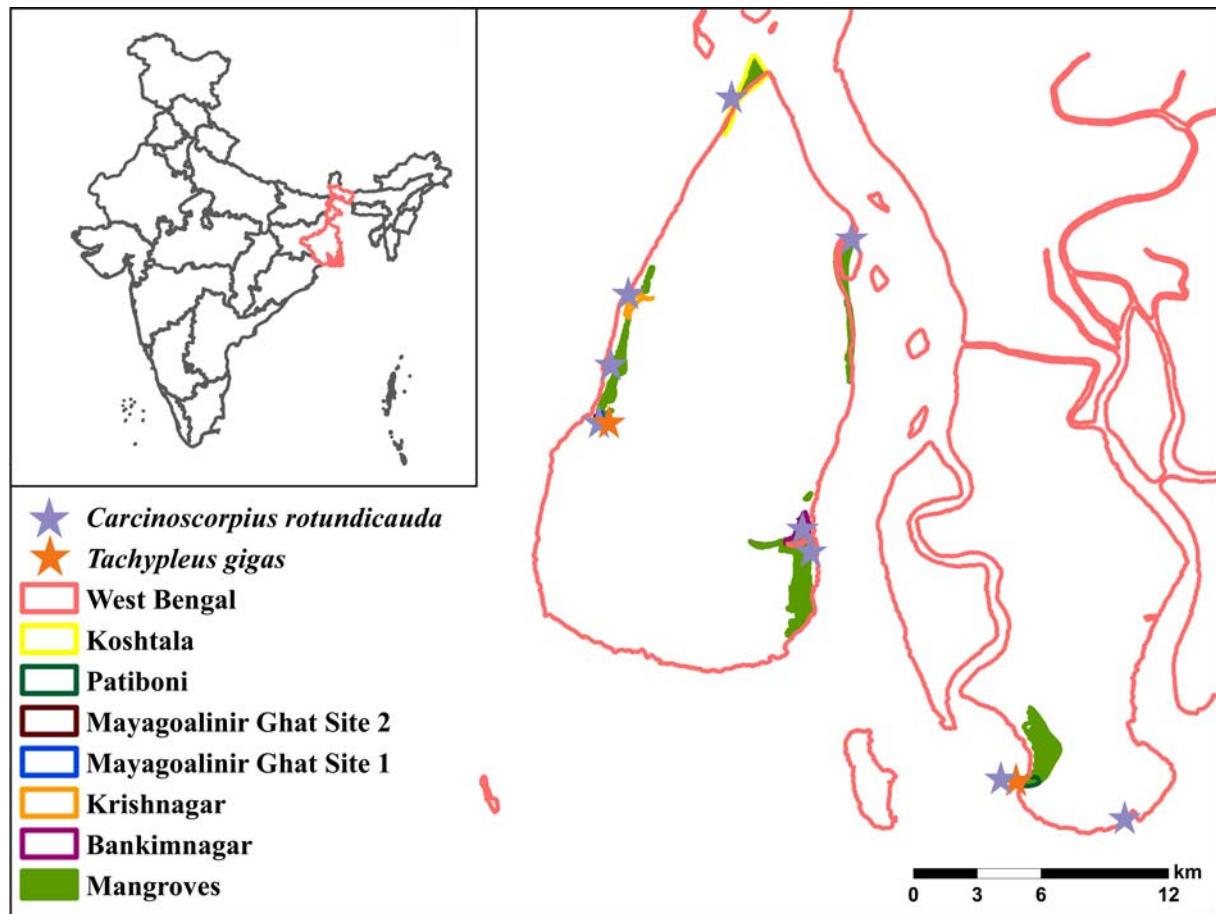 Carcinoscorpius rotundicauda
Tachypleus gigas
West Bengal
Koshtala
Patiboni
Mayagoalinir Ghat Site 2
Mayagoalinir Ghat Site 1
Krishnagar
Bankimnagar
Mangroves
km
0 3 6 12